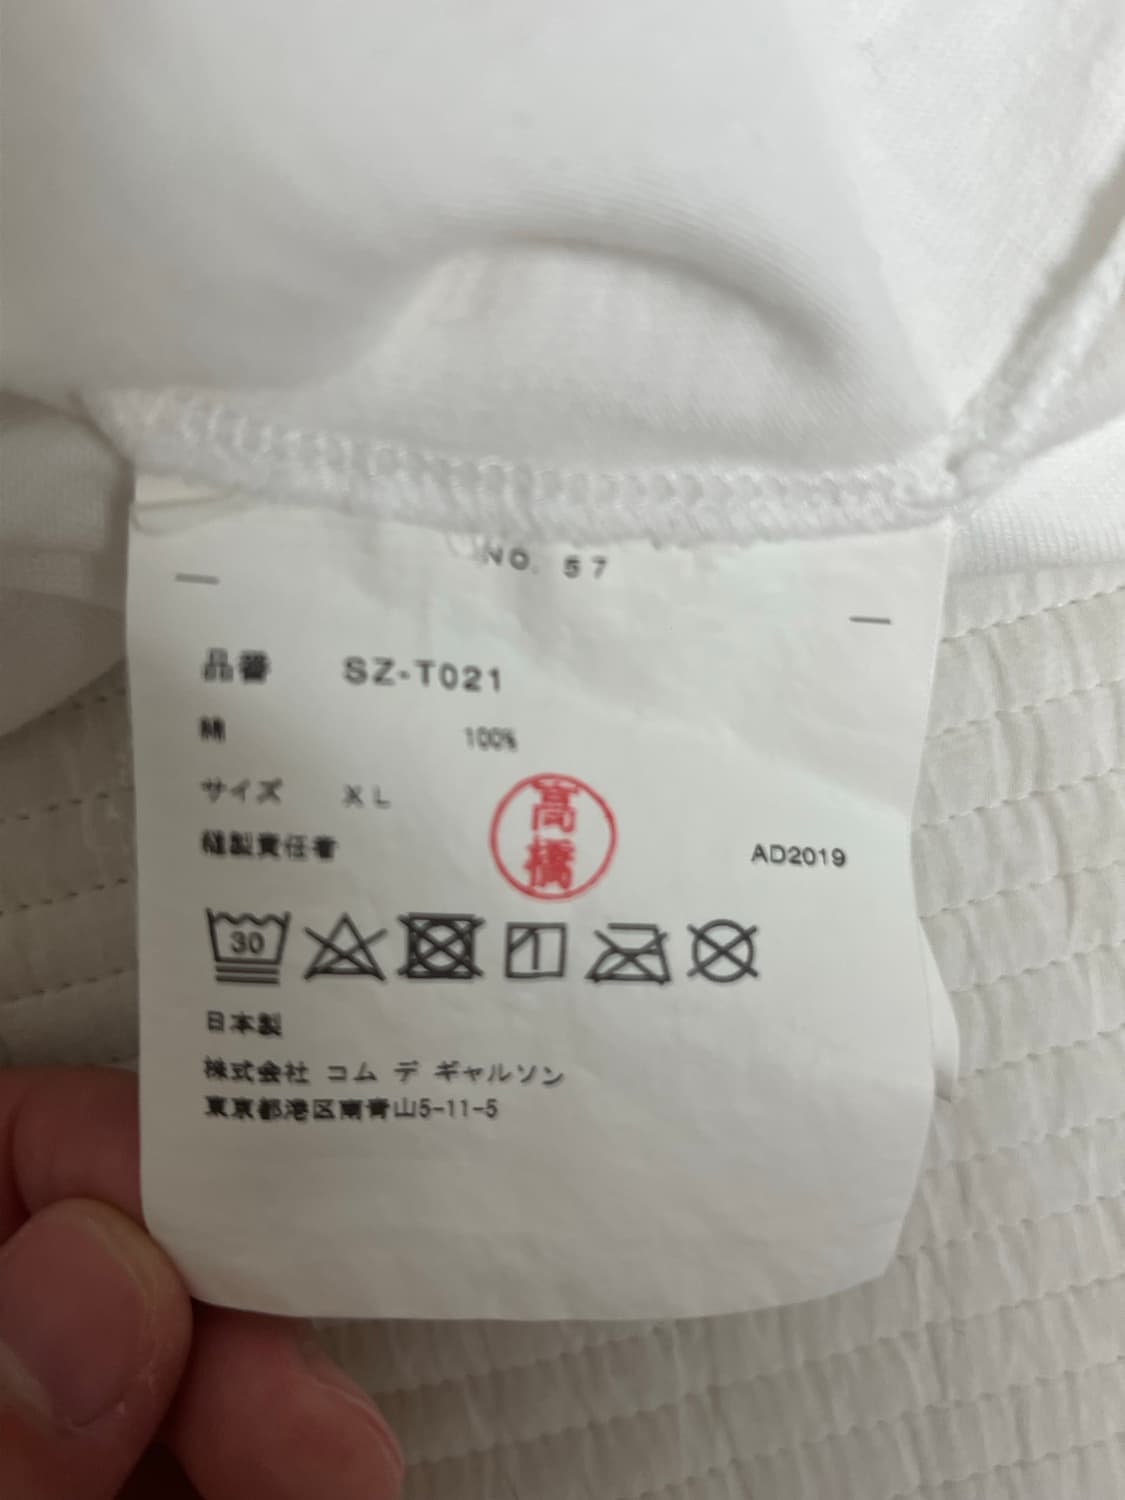 NO. 57
品番 SZ-T021
綿 100%
サイズ XL
高橋
縫製責任者 AD2019
30
日本製
株式会社 コム デ ギャルソン
東京都港区南青山5-11-5